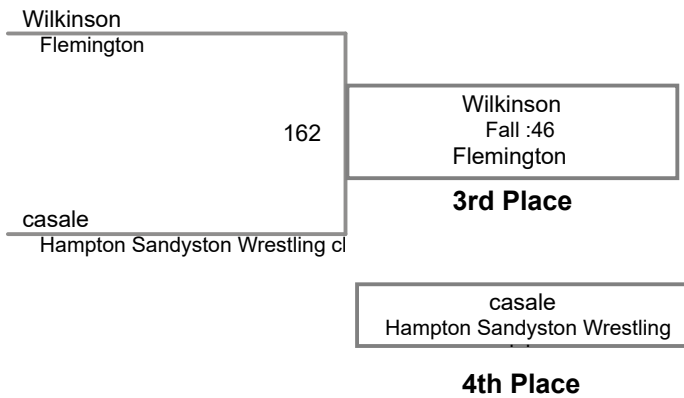 Wilkinson
Flemington
162
Wilkinson
Fall :46
Flemington
3rd Place
casale
Hampton Sandyston Wrestling cl
casale
Hampton Sandyston Wrestling
4th Place